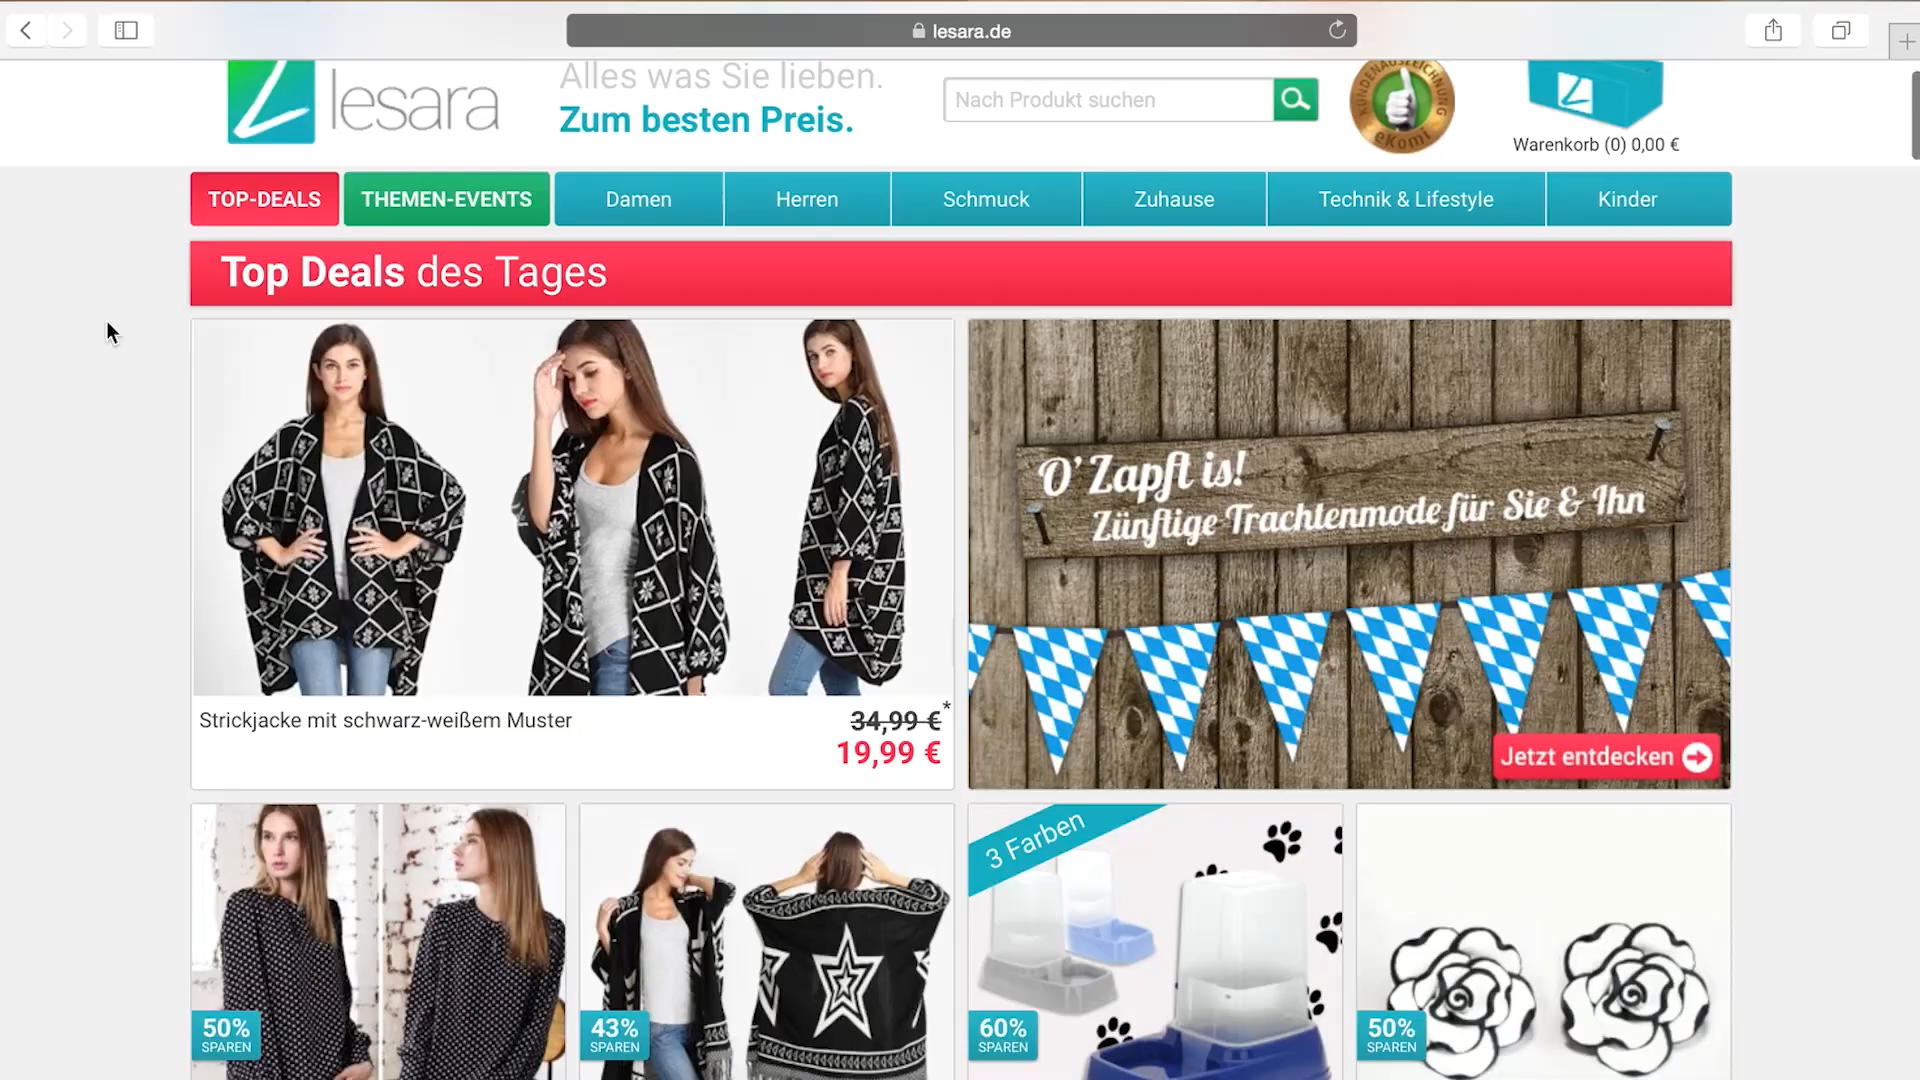 lesara.de
lesara
Alles was Sie lieben.
Zum besten Preis.
Nach Produkt suchen
KUNDENAUSZEICHNUNG
eKomi
Warenkorb (0) 0,00 €
TOP-DEALS
THEMEN-EVENTS
Damen
Herren
Schmuck
Zuhause
Technik & Lifestyle
Kinder
Top Deals des Tages
O' Zapft is!
Zünftige Trachtenmode für Sie & Ihn
Jetzt entdecken
Strickjacke mit schwarz-weißem Muster
34,99 €*
19,99 €
3 Farben
50%
SPAREN
43%
SPAREN
60%
SPAREN
50%
SPAREN